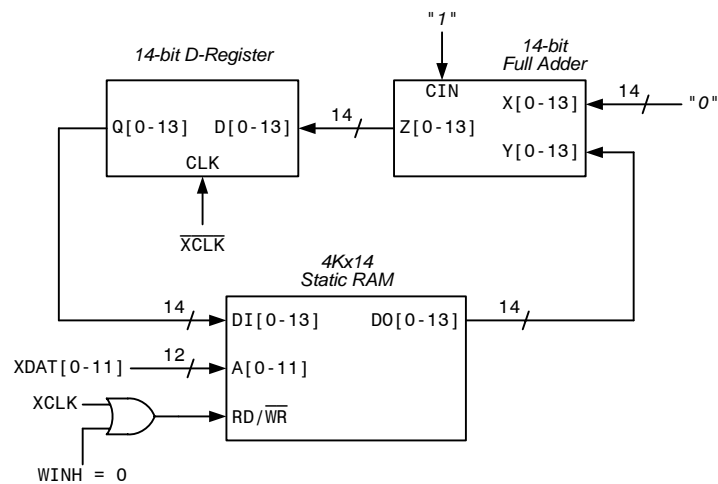 "1"
14-bit D-Register
14-bit
Full Adder
CIN
X[0-13]
14
"0"
Q[0-13]
D[0-13]
14
Z[0-13]
Y[0-13]
CLK
XCLK
4Kx14
Static RAM
14
DI[0-13]
DO[0-13]
14
XDAT[0-11]
12
A[0-11]
XCLK
RD/WR
WINH = 0